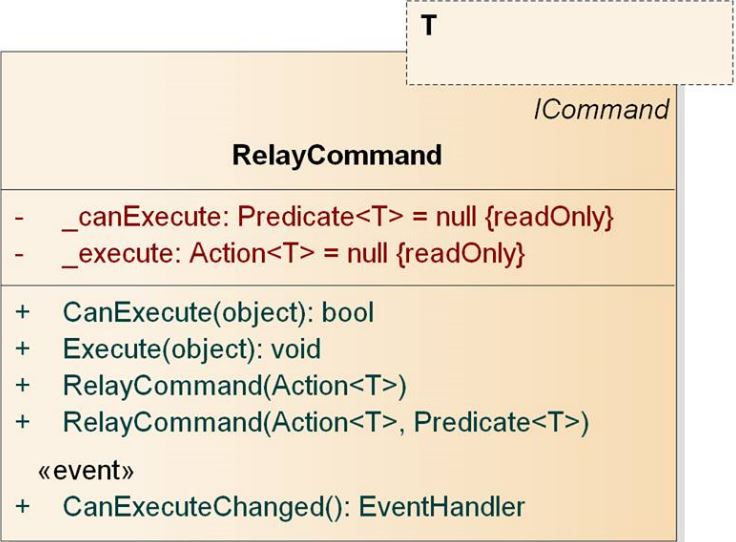 T
ICommand
RelayCommand
- _canExecute: Predicate<T> = null {readOnly}
- _execute: Action<T> = null {readOnly}
+ CanExecute(object): bool
+ Execute(object): void
+ RelayCommand(Action<T>)
+ RelayCommand(Action<T>, Predicate<T>)
«event»
+ CanExecuteChanged(): EventHandler